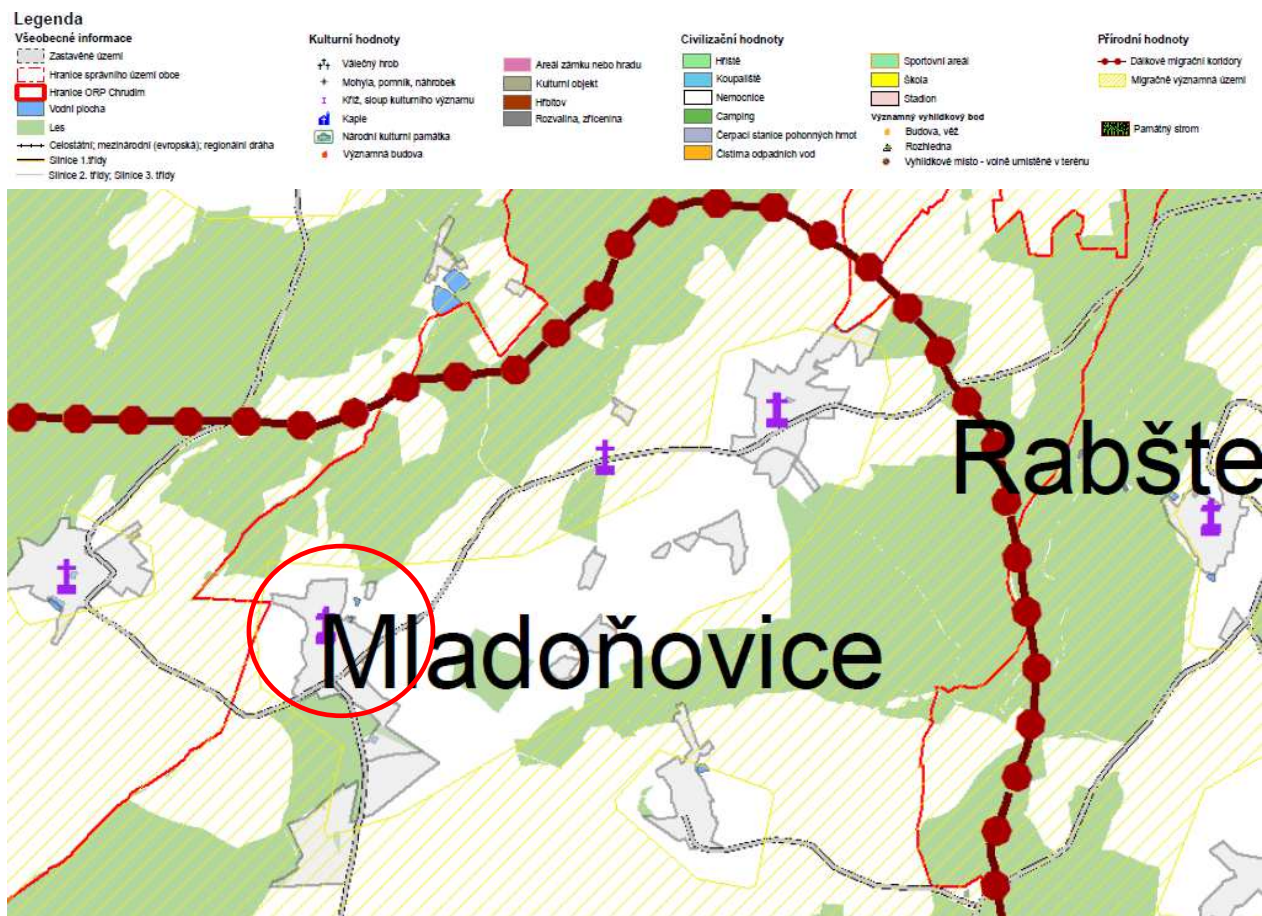 Legenda
Všeobecné informace
Zastavěné území
Hranice správního území obce
Hranice ORP Chrudim
Vodní plocha
Les
Celostátní; mezinárodní (evropská); regionální dráha
Silnice 1.třídy
Silnice 2. třídy; Silnice 3. třídy
Kulturní hodnoty
Válečný hrob
Mohyla, pomník, náhrobek
Kříž, sloup kulturního významu
Kaple
Národní kulturní památka
Významná budova
Areál zámku nebo hradu
Kulturní objekt
Hřbitov
Rozvalina, zřícenina
Civilizační hodnoty
Hřiště
Koupaliště
Nemocnice
Camping
Čerpací stanice pohonných hmot
Čistírna odpadních vod
Sportovní areál
Škola
Stadion
Významný vyhlídkový bod
Budova, věž
Rozhledna
Vyhlídkové místo - volně umístěné v terénu
Přírodní hodnoty
Dálkové migrační koridory
Migračně významná území
Památný strom
Rabšte
Mladoňovice